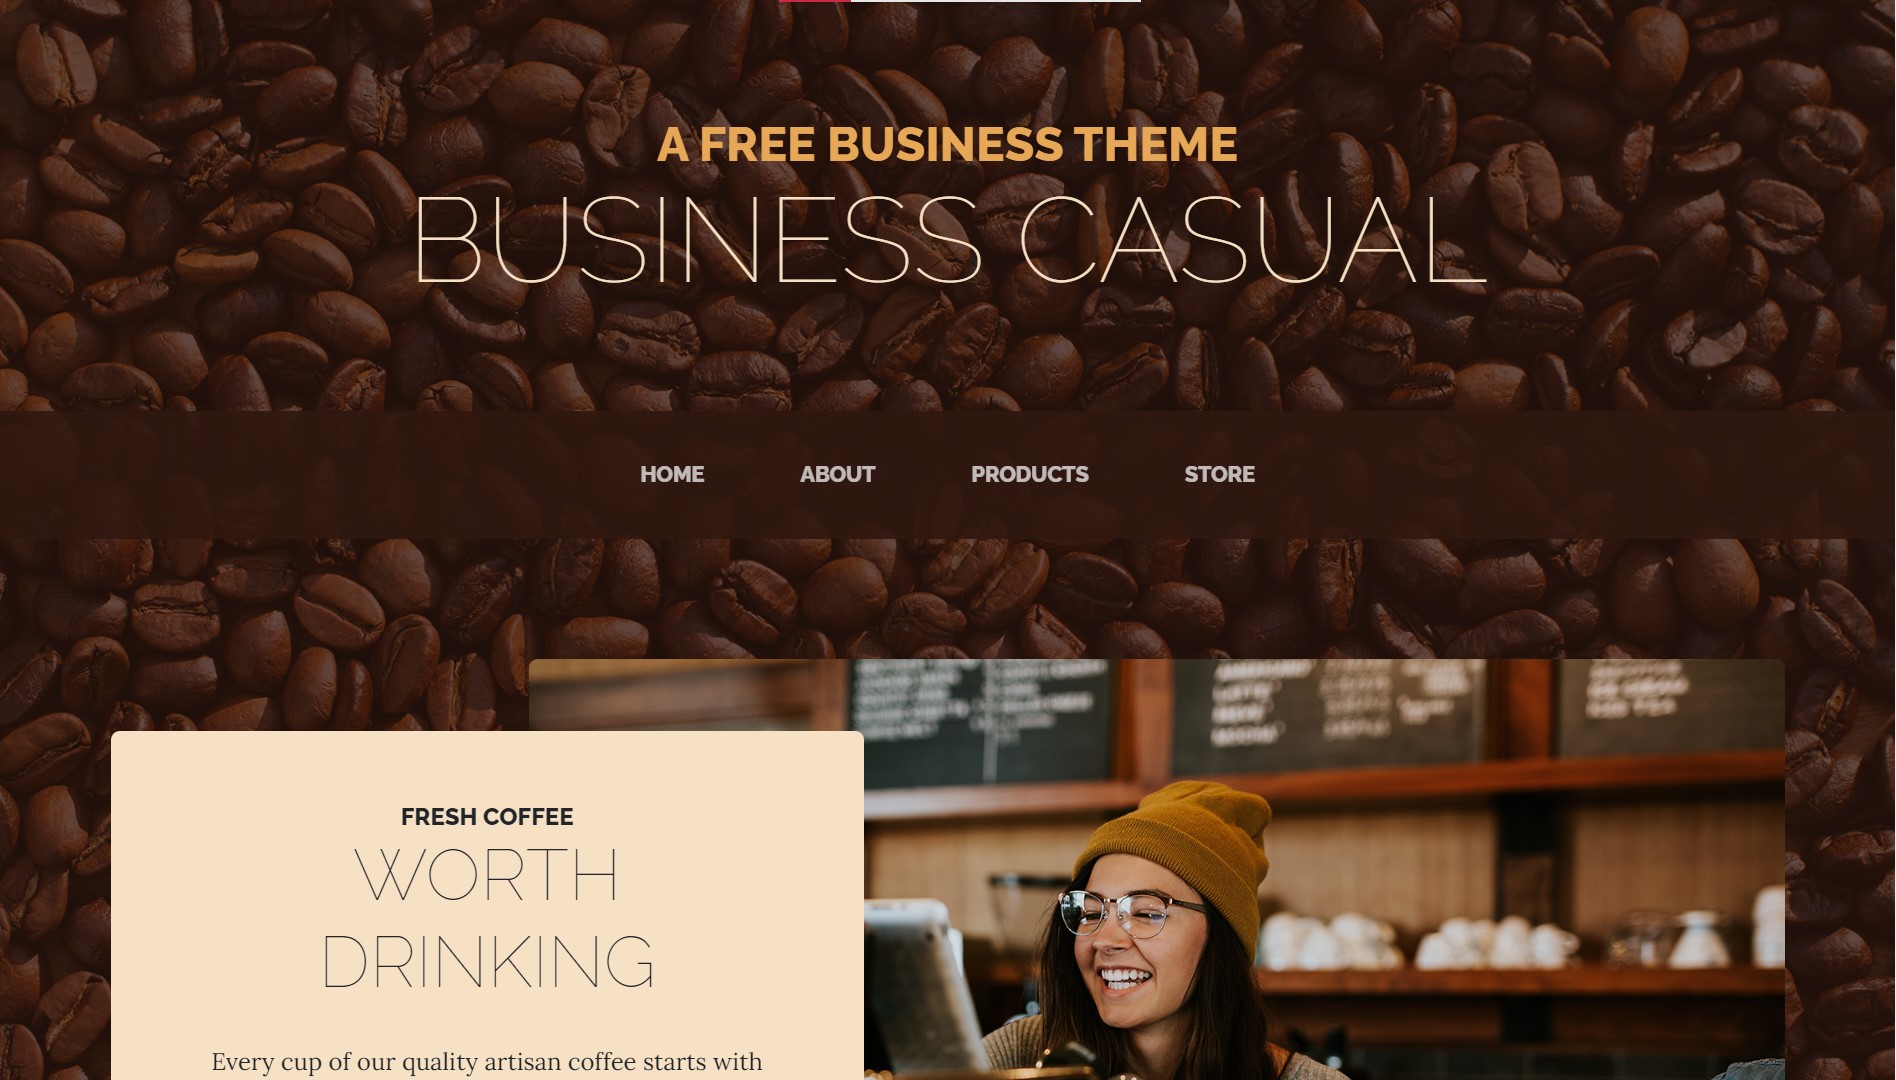 A FREE BUSINESS THEME
BUSINESS CASUAL
HOME ABOUT PRODUCTS STORE
FRESH COFFEE
WORTH
DRINKING
Every cup of our quality artisan coffee starts with